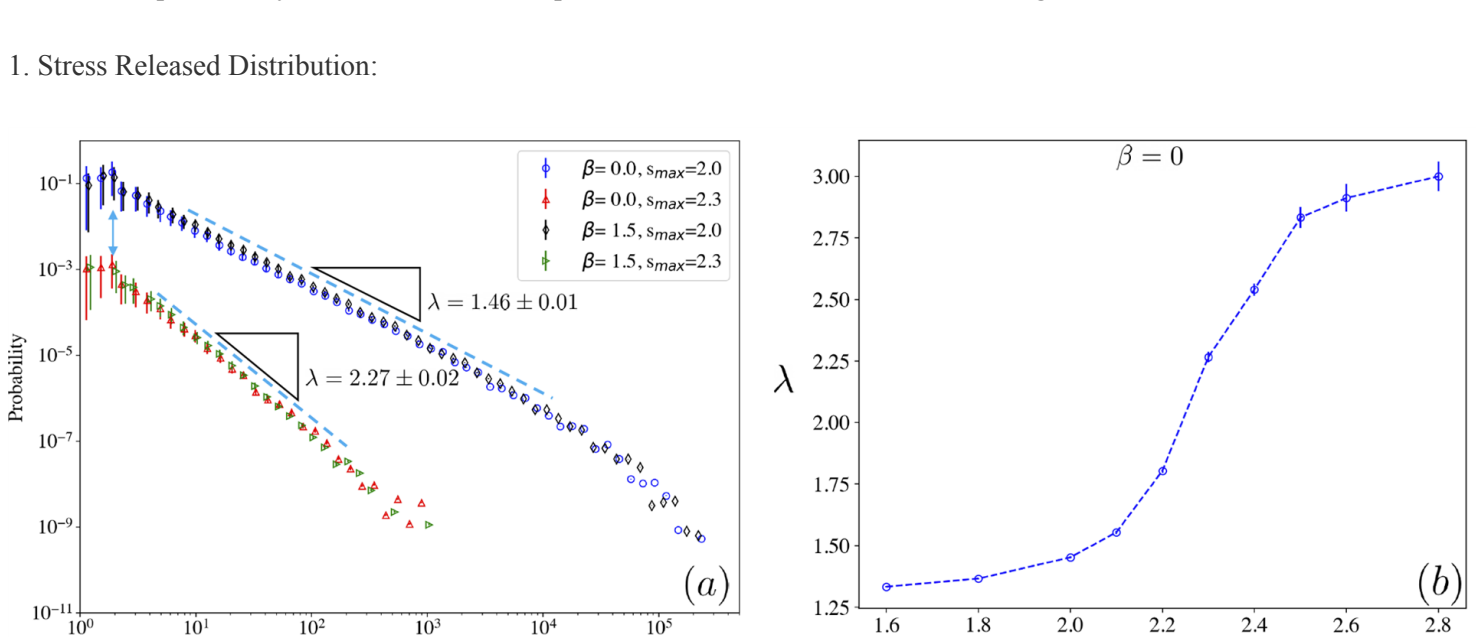 1. Stress Released Distribution:
Probability
10⁻¹
10⁻³
10⁻⁵
10⁻⁷
10⁻⁹
10⁻¹¹
10⁰ 10¹ 10² 10³ 10⁴ 10⁵
β= 0.0, sₘₐₓ=2.0
β= 0.0, sₘₐₓ=2.3
β= 1.5, sₘₐₓ=2.0
β= 1.5, sₘₐₓ=2.3
λ = 1.46 ± 0.01
λ = 2.27 ± 0.02
(a)
β = 0
λ
3.00
2.75
2.50
2.25
2.00
1.75
1.50
1.25
1.6 1.8 2.0 2.2 2.4 2.6 2.8
(b)